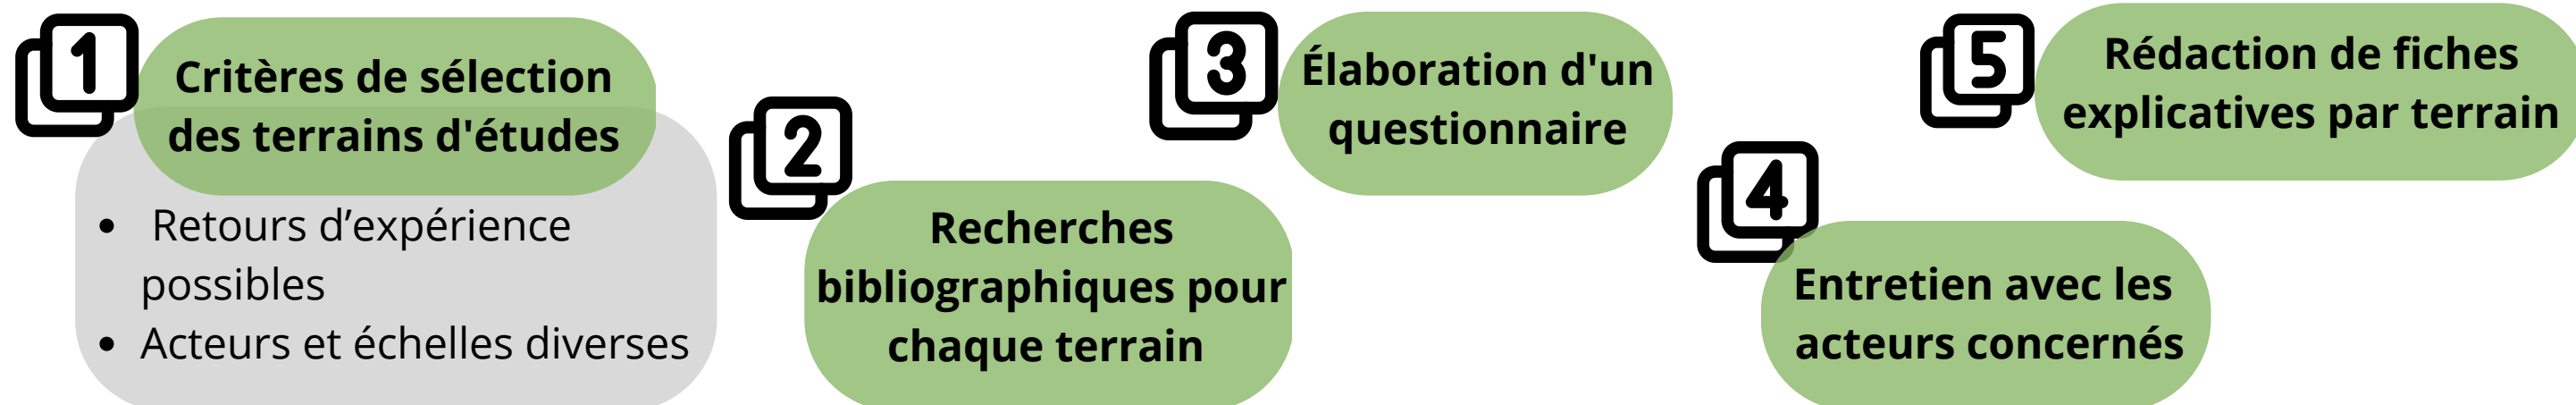 1
Critères de sélection
des terrains d'études
• Retours d’expérience
possibles
• Acteurs et échelles diverses
2
Recherches
bibliographiques pour
chaque terrain
3
Élaboration d'un
questionnaire
4
Entretien avec les
acteurs concernés
5
Rédaction de fiches
explicatives par terrain